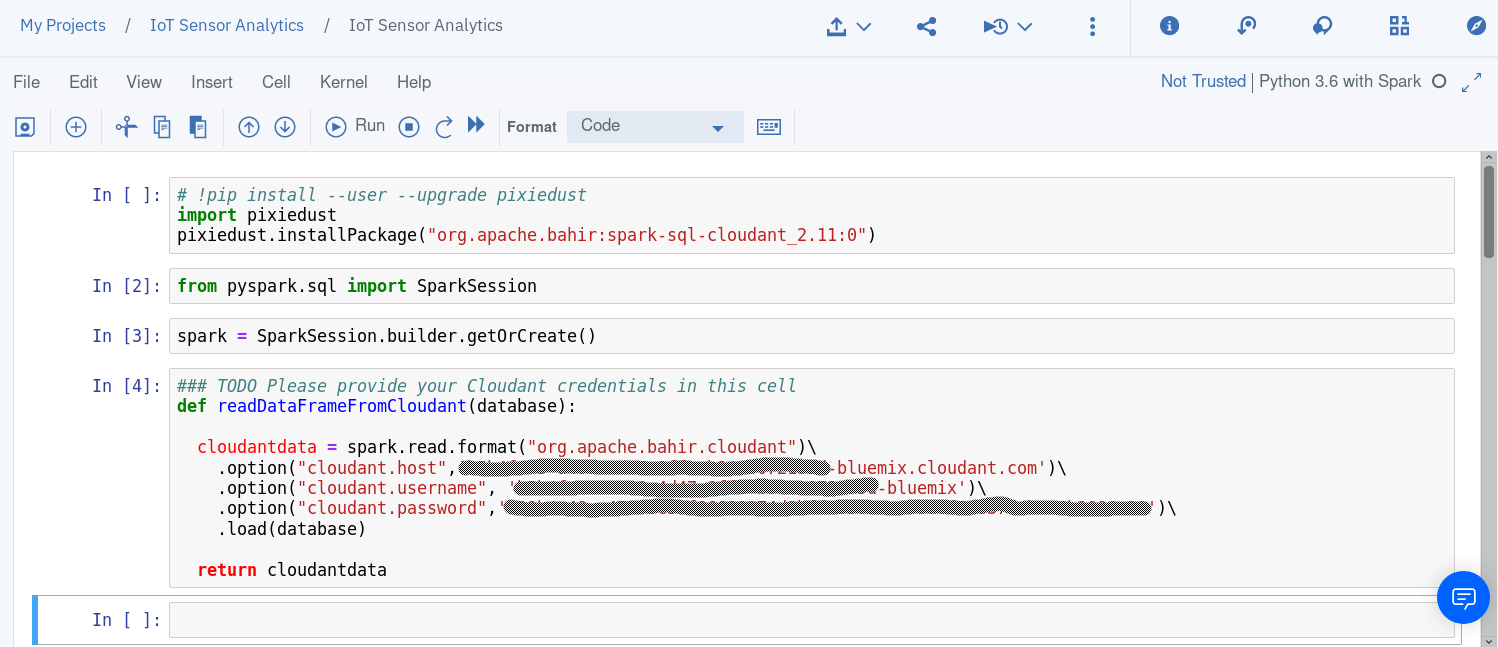 My Projects / IoT Sensor Analytics / IoT Sensor Analytics
File Edit View Insert Cell Kernel Help
Not Trusted | Python 3.6 with Spark
Run Format Code
In [ ]: # !pip install --user --upgrade pixiedust
import pixiedust
pixiedust.installPackage("org.apache.bahir:spark-sql-cloudant_2.11:0")
In [2]: from pyspark.sql import SparkSession
In [3]: spark = SparkSession.builder.getOrCreate()
In [4]: ### TODO Please provide your Cloudant credentials in this cell
def readDataFrameFromCloudant(database):
cloudantdata = spark.read.format("org.apache.bahir.cloudant")\
.option("cloudant.host", -bluemix.cloudant.com')\
.option("cloudant.username", ' -bluemix')\
.option("cloudant.password",' ')\
.load(database)
return cloudantdata
In [ ]: